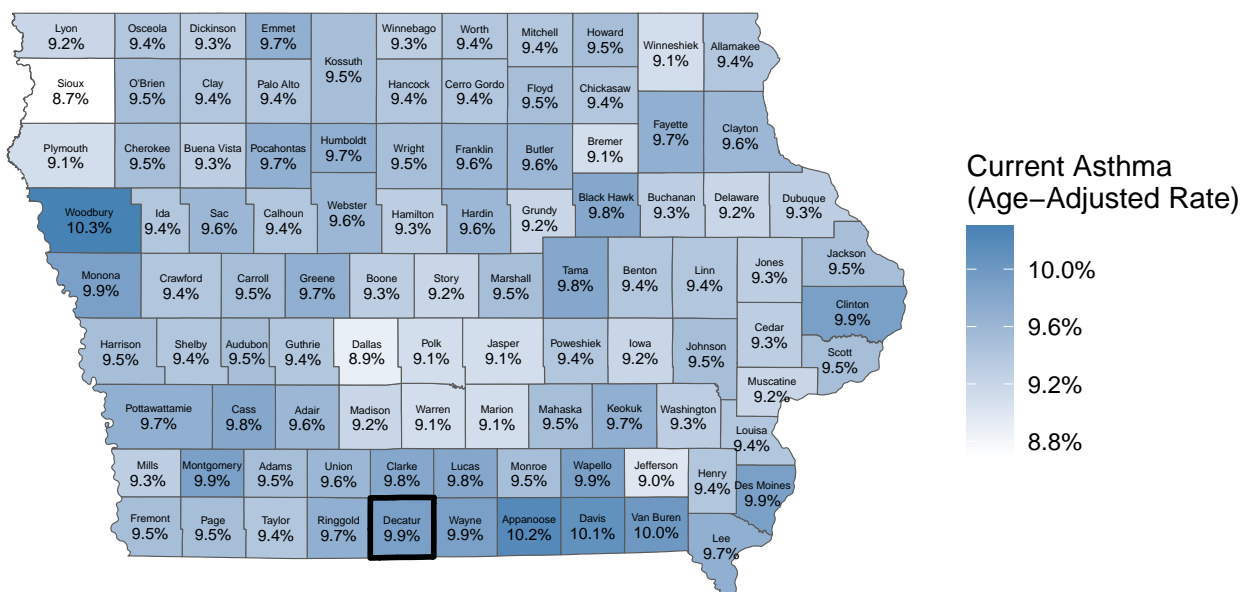 Lyon
9.2%
Osceola
9.4%
Dickinson
9.3%
Emmet
9.7%
Kossuth
9.5%
Winnebago
9.3%
Worth
9.4%
Mitchell
9.4%
Howard
9.5%
Winneshiek
9.1%
Allamakee
9.4%
Sioux
8.7%
O'Brien
9.5%
Clay
9.4%
Palo Alto
9.4%
Hancock
9.4%
Cerro Gordo
9.4%
Floyd
9.5%
Chickasaw
9.4%
Fayette
9.7%
Clayton
9.6%
Plymouth
9.1%
Cherokee
9.5%
Buena Vista
9.3%
Pocahontas
9.7%
Humboldt
9.7%
Wright
9.5%
Franklin
9.6%
Butler
9.6%
Bremer
9.1%
Woodbury
10.3%
Ida
9.4%
Sac
9.6%
Calhoun
9.4%
Webster
9.6%
Hamilton
9.3%
Hardin
9.6%
Grundy
9.2%
Black Hawk
9.8%
Buchanan
9.3%
Delaware
9.2%
Dubuque
9.3%
Monona
9.9%
Crawford
9.4%
Carroll
9.5%
Greene
9.7%
Boone
9.3%
Story
9.2%
Marshall
9.5%
Tama
9.8%
Benton
9.4%
Linn
9.4%
Jones
9.3%
Jackson
9.5%
Clinton
9.9%
Harrison
9.5%
Shelby
9.4%
Audubon
9.5%
Guthrie
9.4%
Dallas
8.9%
Polk
9.1%
Jasper
9.1%
Poweshiek
9.4%
Iowa
9.2%
Johnson
9.5%
Cedar
9.3%
Scott
9.5%
Muscatine
9.2%
Pottawattamie
9.7%
Cass
9.8%
Adair
9.6%
Madison
9.2%
Warren
9.1%
Marion
9.1%
Mahaska
9.5%
Keokuk
9.7%
Washington
9.3%
Louisa
9.4%
Mills
9.3%
Montgomery
9.9%
Adams
9.5%
Union
9.6%
Clarke
9.8%
Lucas
9.8%
Monroe
9.5%
Wapello
9.9%
Jefferson
9.0%
Henry
9.4%
Des Moines
9.9%
Fremont
9.5%
Page
9.5%
Taylor
9.4%
Ringgold
9.7%
Decatur
9.9%
Wayne
9.9%
Appanoose
10.2%
Davis
10.1%
Van Buren
10.0%
Lee
9.7%
Current Asthma
(Age−Adjusted Rate)
10.0%
9.6%
9.2%
8.8%